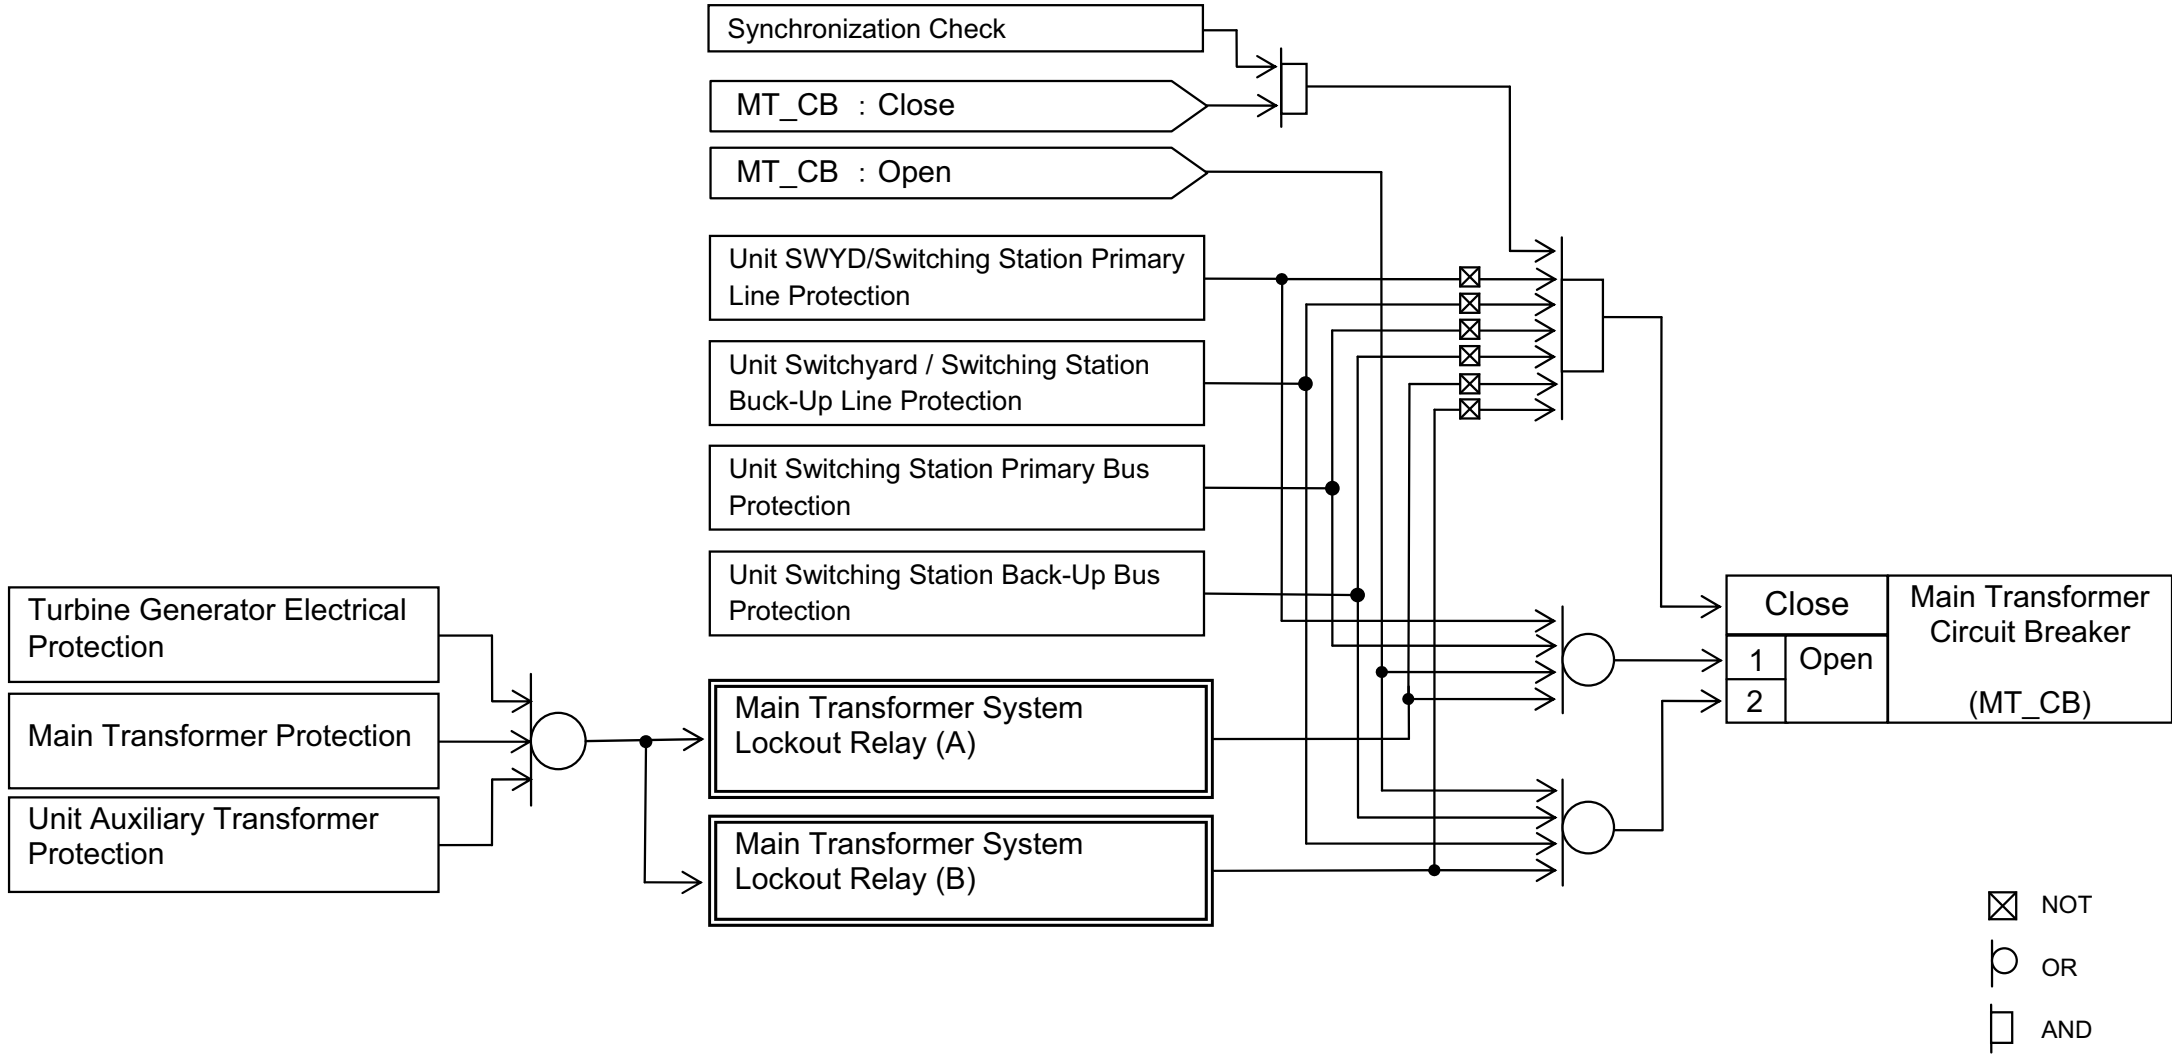 Synchronization Check
MT_CB : Close
MT_CB : Open
Unit SWYD/Switching Station Primary
Line Protection
Unit Switchyard / Switching Station
Buck-Up Line Protection
Unit Switching Station Primary Bus
Protection
Unit Switching Station Back-Up Bus
Protection
Turbine Generator Electrical
Protection
Main Transformer Protection
Unit Auxiliary Transformer
Protection
Main Transformer System
Lockout Relay (A)
Main Transformer System
Lockout Relay (B)
Close
1 Open
2
Main Transformer
Circuit Breaker
(MT_CB)
NOT
OR
AND